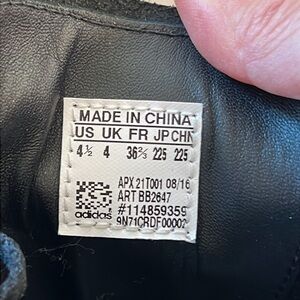 MADE IN CHINA
US UK FR JP CHN
4½ 4 36⅔ 225 225
APX 21T001 08/16
ART BB2647
#114859359
adidas
9N71CRDF00002